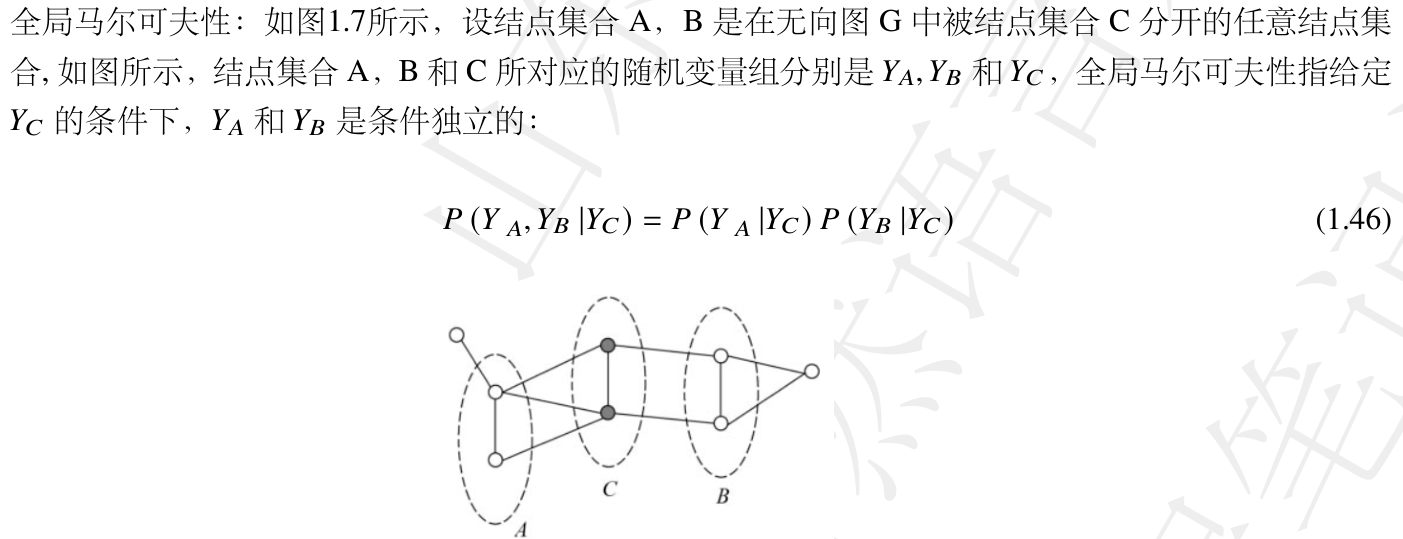 全局马尔可夫性：如图1.7所示，设结点集合 A，B 是在无向图 G 中被结点集合 C 分开的任意结点集
合, 如图所示，结点集合 A，B 和 C 所对应的随机变量组分别是 Y_A, Y_B 和 Y_C，全局马尔可夫性指给定
Y_C 的条件下，Y_A 和 Y_B 是条件独立的：
P (Y_A, Y_B |Y_C) = P (Y_A |Y_C) P (Y_B |Y_C) (1.46)
C
B
A